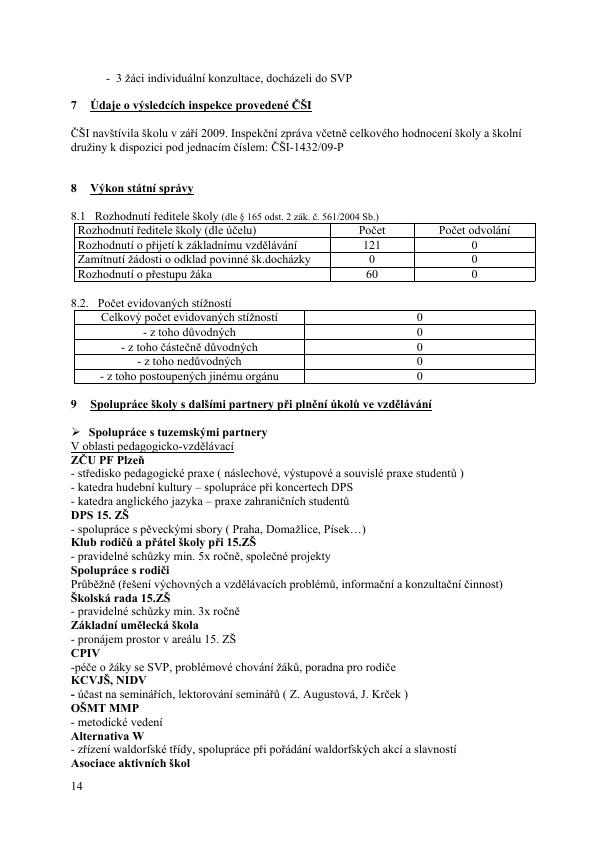 - 3 žáci individuální konzultace, docházeli do SVP
7 Údaje o výsledcích inspekce provedené ČŠI
ČŠI navštívila školu v září 2009. Inspekční zpráva včetně celkového hodnocení školy a školní
družiny k dispozici pod jednacím číslem: ČŠI-1432/09-P
8 Výkon státní správy
8.1 Rozhodnutí ředitele školy (dle § 165 odst. 2 zák. č. 561/2004 Sb.)
Rozhodnutí ředitele školy (dle účelu) Počet Počet odvolání
Rozhodnutí o přijetí k základnímu vzdělávání 121 0
Zamítnutí žádosti o odklad povinné šk.docházky 0 0
Rozhodnutí o přestupu žáka 60 0
8.2. Počet evidovaných stížností
Celkový počet evidovaných stížností 0
- z toho důvodných 0
- z toho částečně důvodných 0
- z toho nedůvodných 0
- z toho postoupených jinému orgánu 0
9 Spolupráce školy s dalšími partnery při plnění úkolů ve vzdělávání
➢ Spolupráce s tuzemskými partnery
V oblasti pedagogicko-vzdělávací
ZČU PF Plzeň
- středisko pedagogické praxe ( náslechové, výstupové a souvislé praxe studentů )
- katedra hudební kultury – spolupráce při koncertech DPS
- katedra anglického jazyka – praxe zahraničních studentů
DPS 15. ZŠ
- spolupráce s pěveckými sbory ( Praha, Domažlice, Písek…)
Klub rodičů a přátel školy při 15.ZŠ
- pravidelné schůzky min. 5x ročně, společné projekty
Spolupráce s rodiči
Průběžně (řešení výchovných a vzdělávacích problémů, informační a konzultační činnost)
Školská rada 15.ZŠ
- pravidelné schůzky min. 3x ročně
Základní umělecká škola
- pronájem prostor v areálu 15. ZŠ
CPIV
-péče o žáky se SVP, problémové chování žáků, poradna pro rodiče
KCVJŠ, NIDV
- účast na seminářích, lektorování seminářů ( Z. Augustová, J. Krček )
OŠMT MMP
- metodické vedení
Alternativa W
- zřízení waldorfské třídy, spolupráce při pořádání waldorfských akcí a slavností
Asociace aktivních škol
14